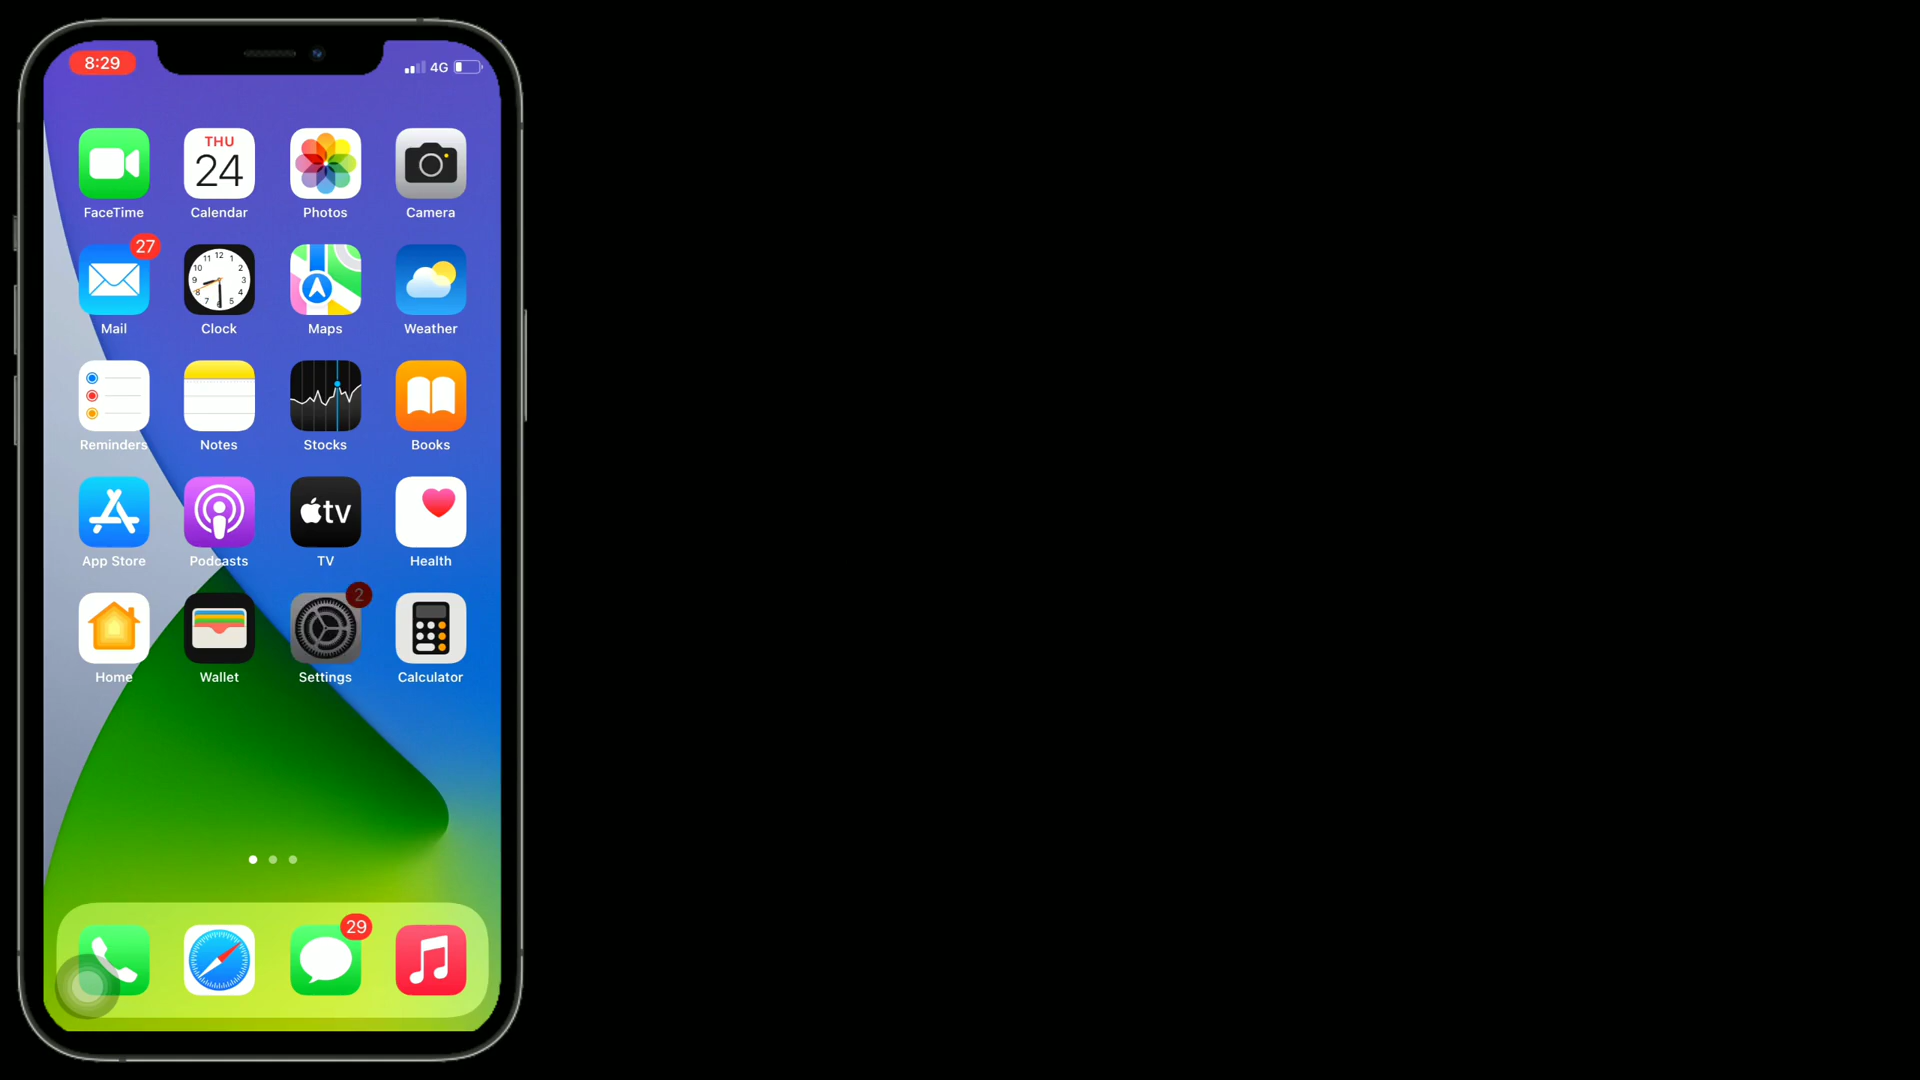 8:29 4G
THU
24
FaceTime Calendar Photos Camera
27
Mail Clock Maps Weather
Reminders Notes Stocks Books
tv
App Store Podcasts TV Health
2
Home Wallet Settings Calculator
29